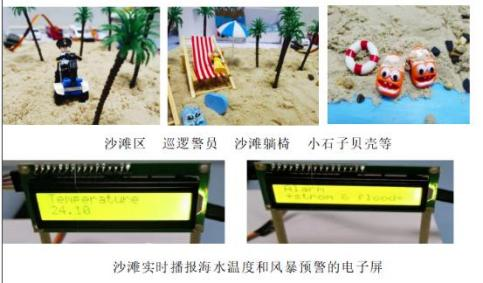 沙滩区 巡逻警员 沙滩躺椅 小石子贝壳等
Temperature
24.10
Alarm
+strom & flood+
沙滩实时播报海水温度和风暴预警的电子屏